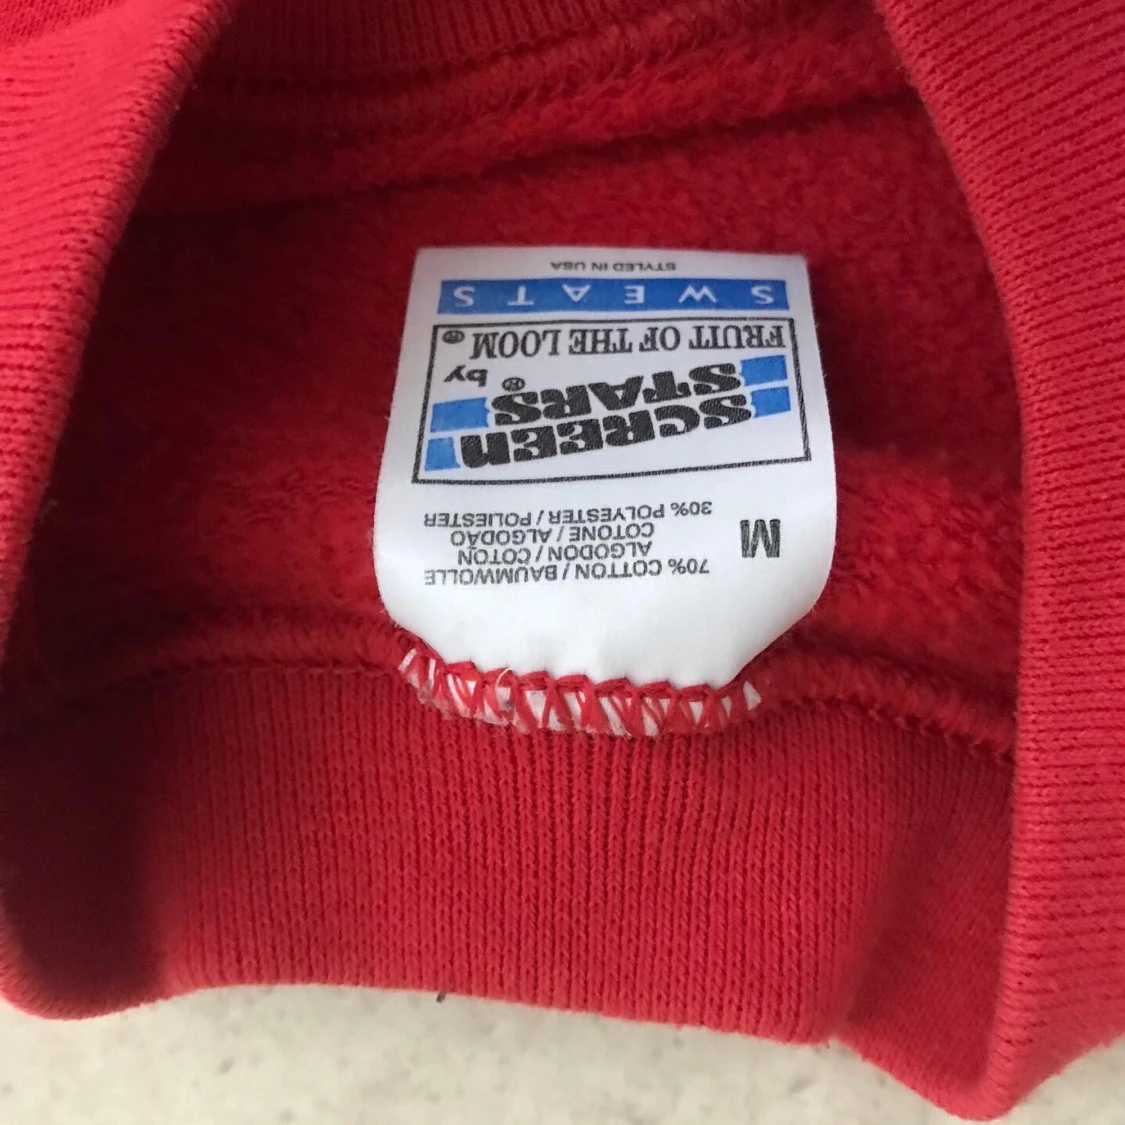 70% COTTON / BAUMWOLLE
ALGODON / COTON
COTONE / ALGODAO
30% POLYESTER / POLIESTER
M
SCREEN
STARS® by
FRUIT OF THE LOOM®
SWEATS
STYLED IN USA